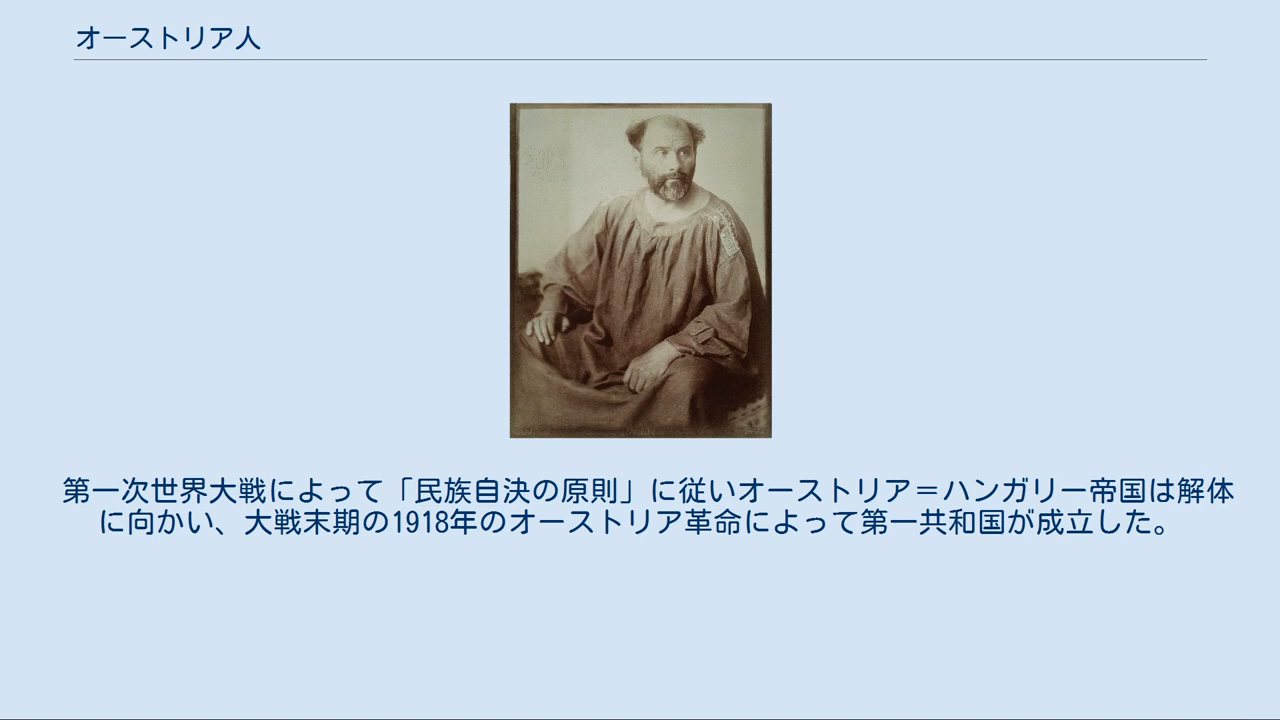 オーストリア人
第一次世界大戦によって「民族自決の原則」に従いオーストリア＝ハンガリー帝国は解体
に向かい、大戦末期の1918年のオーストリア革命によって第一共和国が成立した。